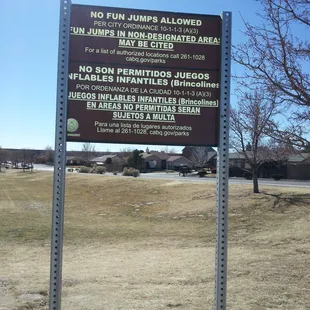 NO FUN JUMPS ALLOWED
PER CITY ORDINANCE 10-1-1-3 (A)(3)
FUN JUMPS IN NON-DESIGNATED AREAS
MAY BE CITED
For a list of authorized locations call 261-1028
cabq.gov/parks
NO SON PERMITIDOS JUEGOS
INFLABLES INFANTILES (Brincolines)
POR ORDENANZA DE LA CIUDAD 10-1-1-3 (A)(3)
JUEGOS INFLABLES INFANTILES (Brincolines)
EN AREAS NO PERMITIDAS SERAN
SUJETOS A MULTA
Para una lista de lugares autorizado
Llame al 261-1028, cabq.gov/parks